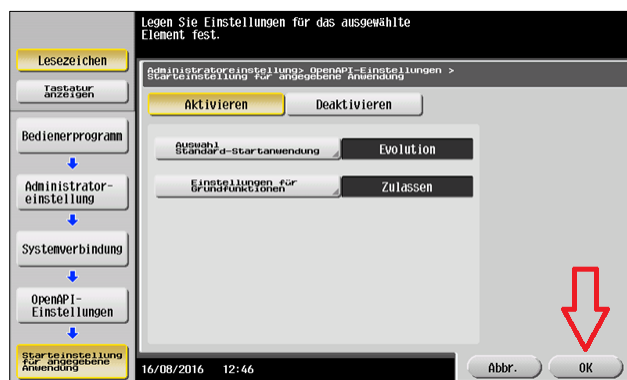 Legen Sie Einstellungen für das ausgewählte
Element fest.
Lesezeichen
Tastatur
anzeigen
Bedienerprogramm
Administrator-
einstellung
Systemverbindung
OpenAPI-
Einstellungen
Starteinstellung
für angegebene
Anwendung
Administratoreinstellung> OpenAPI-Einstellungen >
Starteinstellung für angegebene Anwendung
Aktivieren
Deaktivieren
Auswahl
Standard-Startanwendung
Evolution
Einstellungen für
Grundfunktionen
Zulassen
16/08/2016 12:46
Abbr.
OK